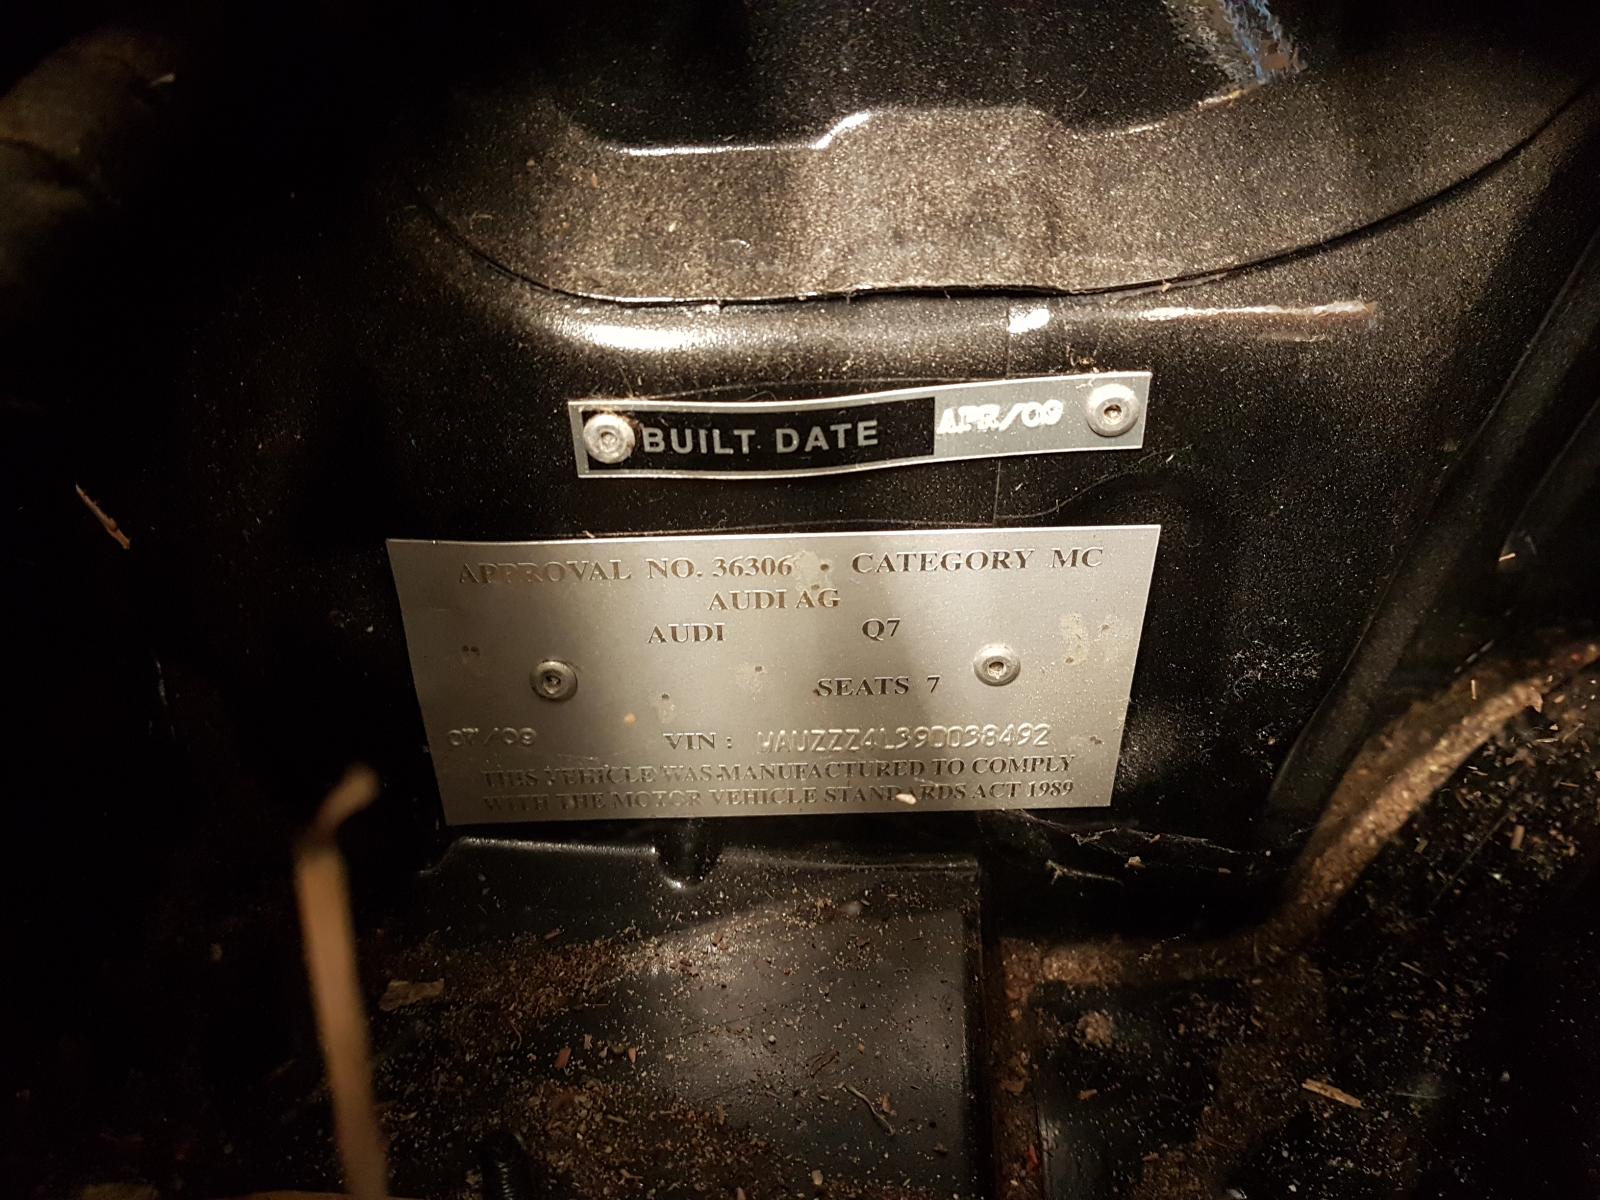 BUILT DATE APR/09
APPROVAL NO. 36306 • CATEGORY MC
AUDI AG
AUDI Q7
SEATS 7
07/09 VIN : WAUZZZ4L39D038492
THIS VEHICLE WAS MANUFACTURED TO COMPLY
WITH THE MOTOR VEHICLE STANDARDS ACT 1989